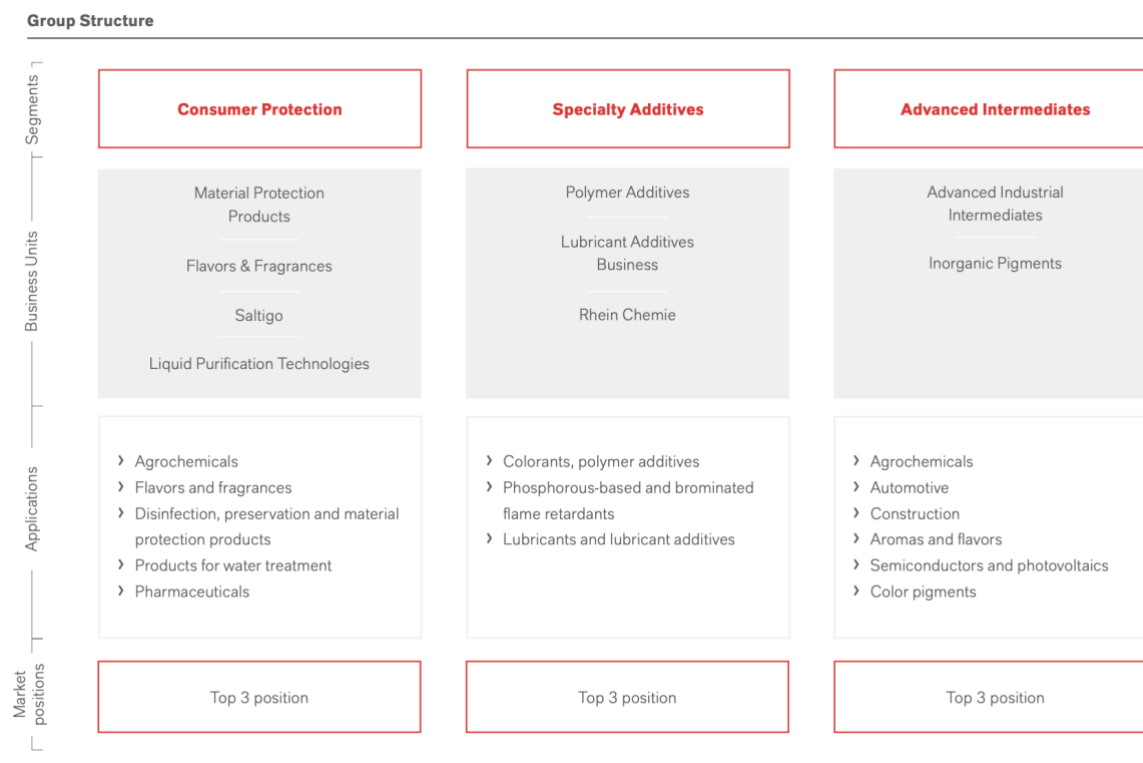 Group Structure
Segments
Consumer Protection
Specialty Additives
Advanced Intermediates
Business Units
Material Protection
Products
Flavors & Fragrances
Saltigo
Liquid Purification Technologies
Polymer Additives
Lubricant Additives
Business
Rhein Chemie
Advanced Industrial
Intermediates
Inorganic Pigments
Applications
› Agrochemicals
› Flavors and fragrances
› Disinfection, preservation and material
protection products
› Products for water treatment
› Pharmaceuticals
› Colorants, polymer additives
› Phosphorous-based and brominated
flame retardants
› Lubricants and lubricant additives
› Agrochemicals
› Automotive
› Construction
› Aromas and flavors
› Semiconductors and photovoltaics
› Color pigments
Market
positions
Top 3 position
Top 3 position
Top 3 position